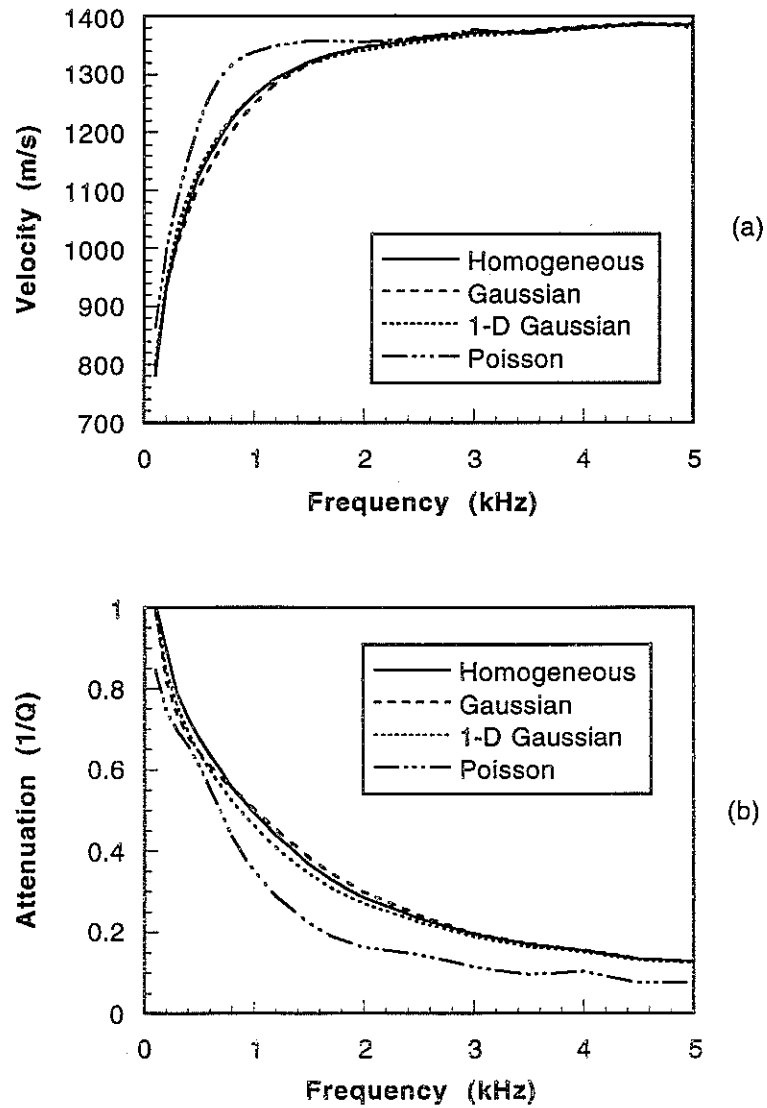 1400
1300
1200
1100
1000
900
800
700
Velocity (m/s)
Homogeneous
Gaussian
1-D Gaussian
Poisson
0
1
2
3
4
5
Frequency (kHz)
(a)
1
0.8
0.6
0.4
0.2
0
Attenuation (1/Q)
Homogeneous
Gaussian
1-D Gaussian
Poisson
0
1
2
3
4
5
Frequency (kHz)
(b)